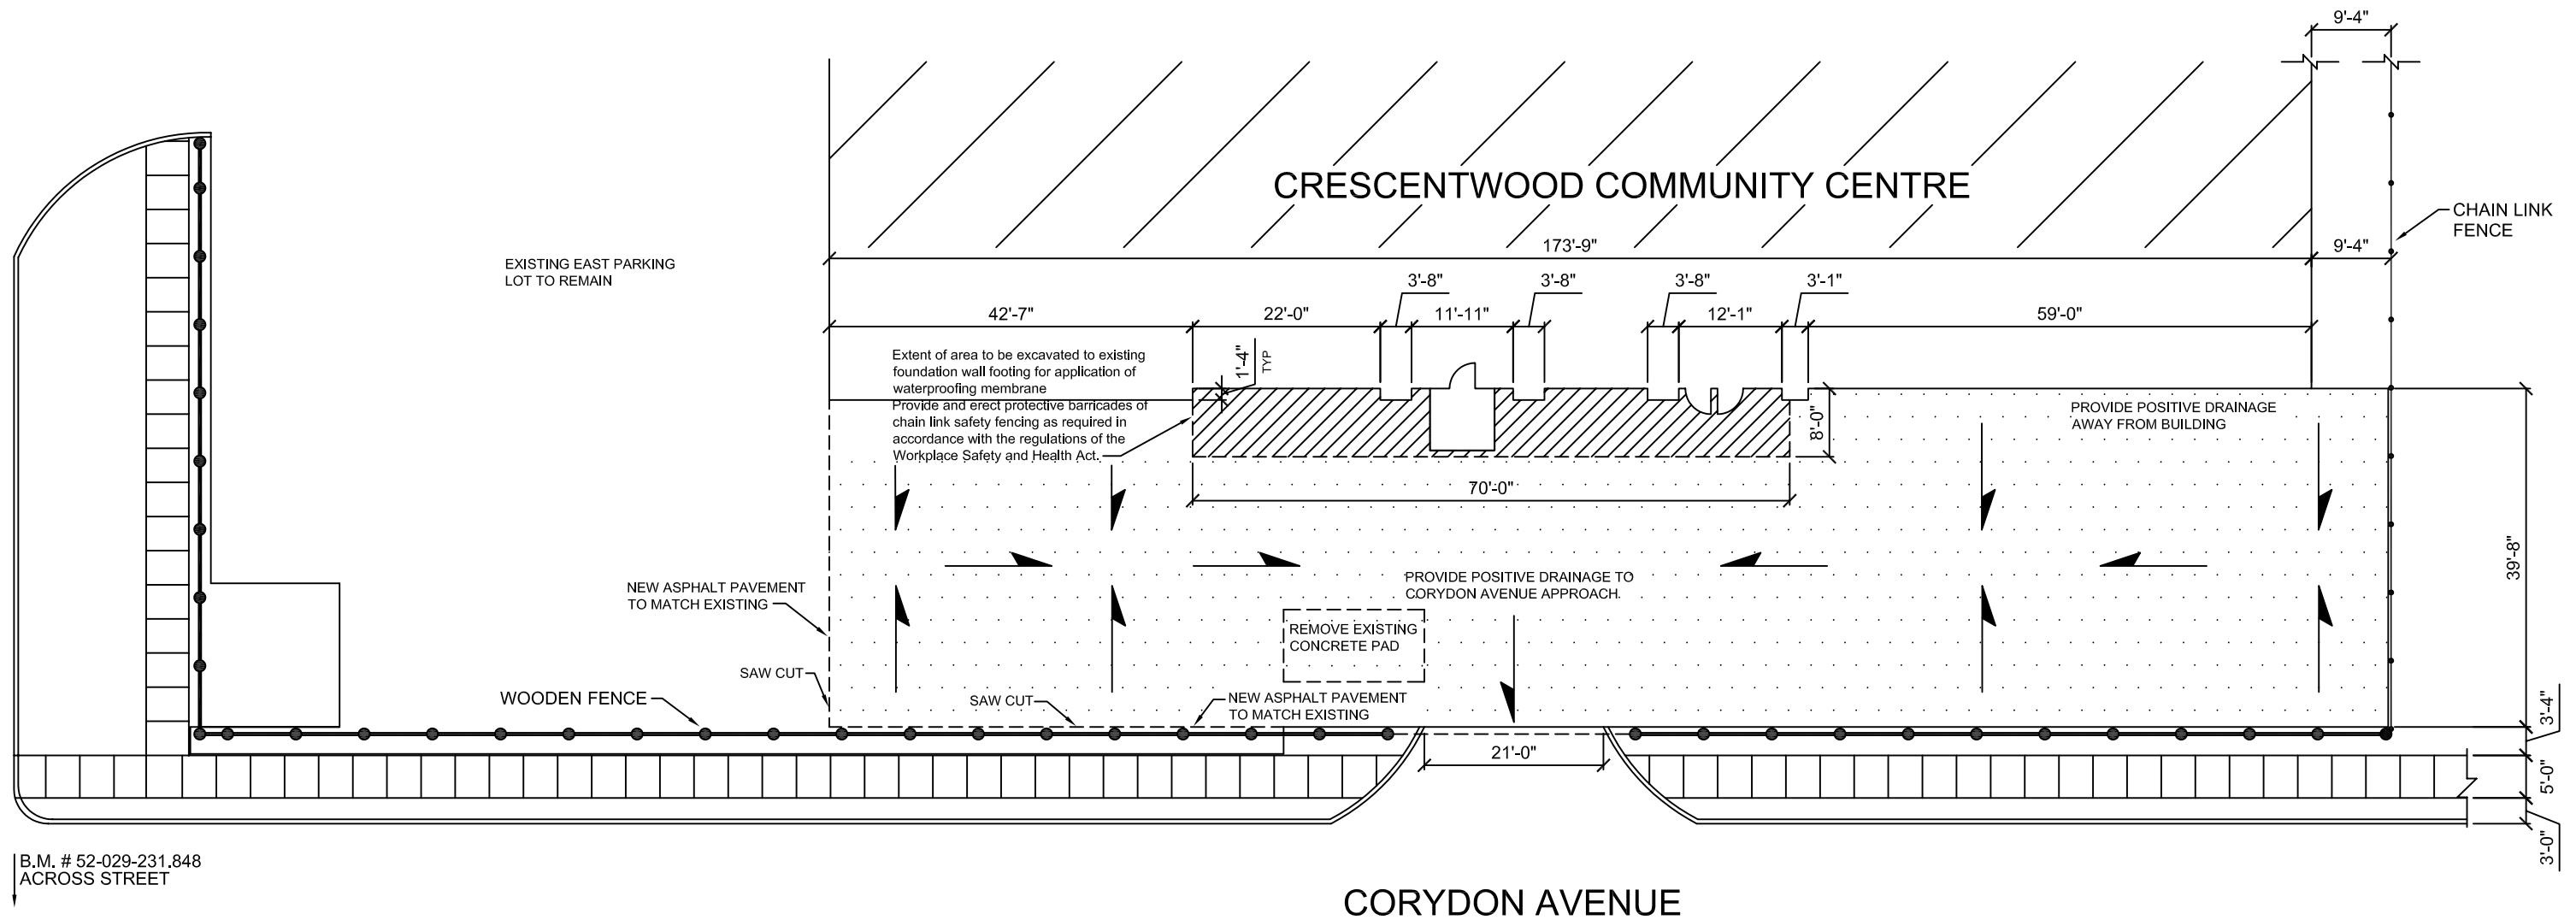 9'-4"
CRESCENTWOOD COMMUNITY CENTRE
CHAIN LINK
FENCE
173'-9"
9'-4"
EXISTING EAST PARKING
LOT TO REMAIN
3'-8"
3'-8"
3'-8"
3'-1"
42'-7"
22'-0"
11'-11"
12'-1"
59'-0"
Extent of area to be excavated to existing
foundation wall footing for application of
waterproofing membrane
Provide and erect protective barricades of
chain link safety fencing as required in
accordance with the regulations of the
Workplace Safety and Health Act.
1'-4"
TYP
8'-0"
PROVIDE POSITIVE DRAINAGE
AWAY FROM BUILDING
70'-0"
39'-8"
NEW ASPHALT PAVEMENT
TO MATCH EXISTING
PROVIDE POSITIVE DRAINAGE TO
CORYDON AVENUE APPROACH.
REMOVE EXISTING
CONCRETE PAD
SAW CUT
WOODEN FENCE
SAW CUT
NEW ASPHALT PAVEMENT
TO MATCH EXISTING
3'-4"
21'-0"
5'-0"
3'-0"
B.M. # 52-029-231.848
ACROSS STREET
CORYDON AVENUE